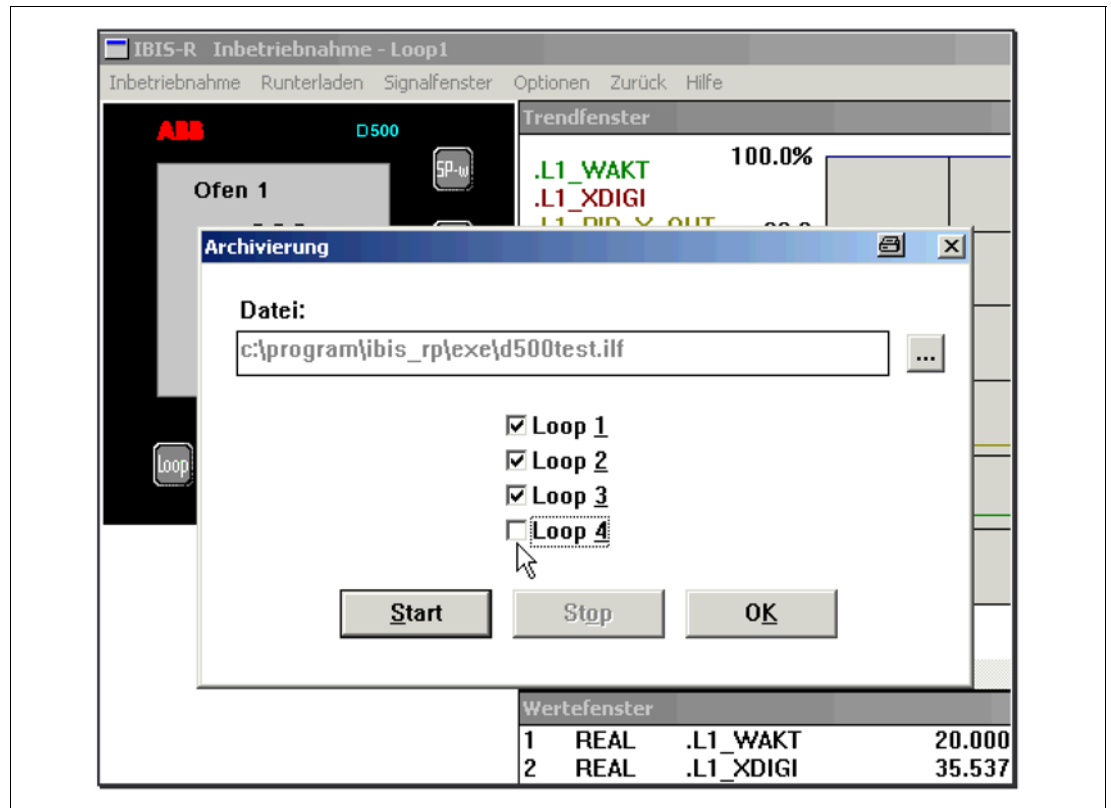 IBIS-R Inbetriebnahme - Loop1
Inbetriebnahme Runterladen Signalfenster Optionen Zurück Hilfe
ABB D500
SP-w
Ofen 1
loop
Trendfenster
100.0%
.L1_WAKT
.L1_XDIGI
Archivierung
Datei:
c:\program\ibis_rp\exe\d500test.ilf
...
Loop 1
Loop 2
Loop 3
Loop 4
Start Stop OK
Wertefenster
1 REAL .L1_WAKT 20.000
2 REAL .L1_XDIGI 35.537